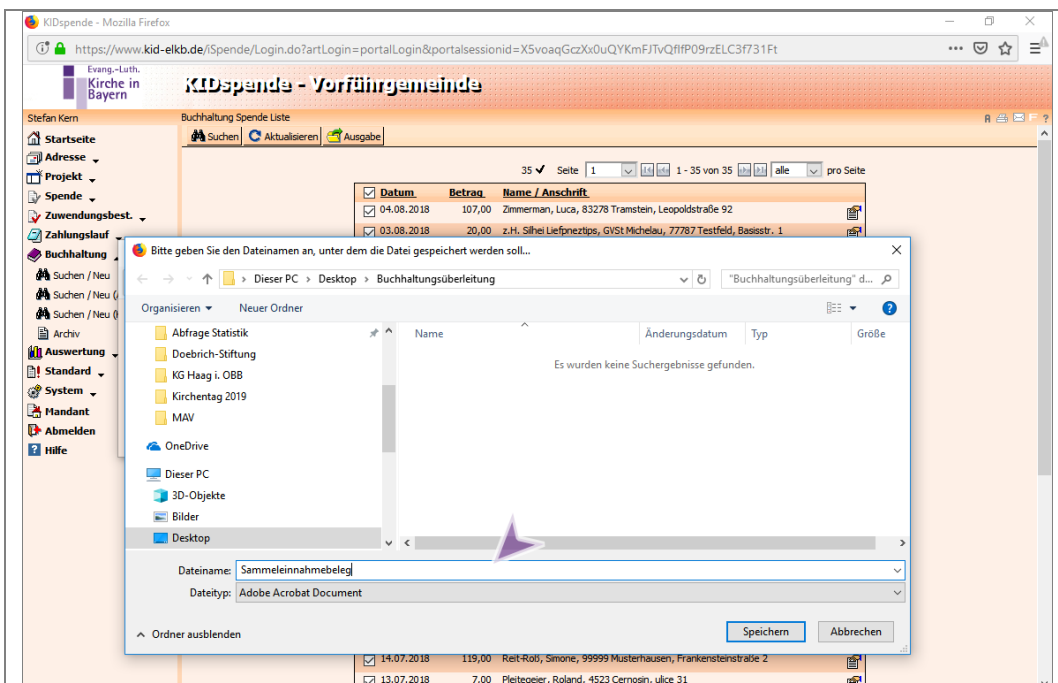 KIDspende - Mozilla Firefox
https://www.kid-elkb.de/iSpende/Login.do?artLogin=portalLogin&portalsessionid=X5voaqGczXx0uQYKmFJTvQflfP09rzELC3f731Ft
Evang.-Luth.
Kirche in
Bayern
KIDspende - Vorführgemeinde
Stefan Kern
Buchhaltung Spende Liste
Suchen Aktualisieren Ausgabe
Startseite
Adresse
Projekt
Spende
Zuwendungsbest.
Zahlungslauf
Buchhaltung
Suchen / Neu
Suchen / Neu (
Suchen / Neu (
Archiv
Auswertung
Standard
System
Mandant
Abmelden
Hilfe
35 ✓ Seite 1 1 - 35 von 35 alle pro Seite
Datum Betrag Name / Anschrift
04.08.2018 107,00 Zimmerman, Luca, 83278 Tramstein, Leopoldstraße 92
03.08.2018 20,00 z.H. Silhei Liefpneztips, GVSt Michelau, 77787 Testfeld, Basisstr. 1
Bitte geben Sie den Dateinamen an, unter dem die Datei gespeichert werden soll...
Dieser PC > Desktop > Buchhaltungsüberleitung
"Buchhaltungsüberleitung" d...
Organisieren Neuer Ordner
Abfrage Statistik
Doebrich-Stiftung
KG Haag i. OBB
Kirchentag 2019
MAV
OneDrive
Dieser PC
3D-Objekte
Bilder
Desktop
Name Änderungsdatum Typ Größe
Es wurden keine Suchergebnisse gefunden.
Dateiname: Sammeleinnahmebeleg
Dateityp: Adobe Acrobat Document
Ordner ausblenden
Speichern Abbrechen
14.07.2018 119,00 Reit-Roß, Simone, 99999 Musterhausen, Frankensteinstraße 2
13.07.2018 7,00 Pleitegeier, Roland, 4523 Cernosin, ulice 31